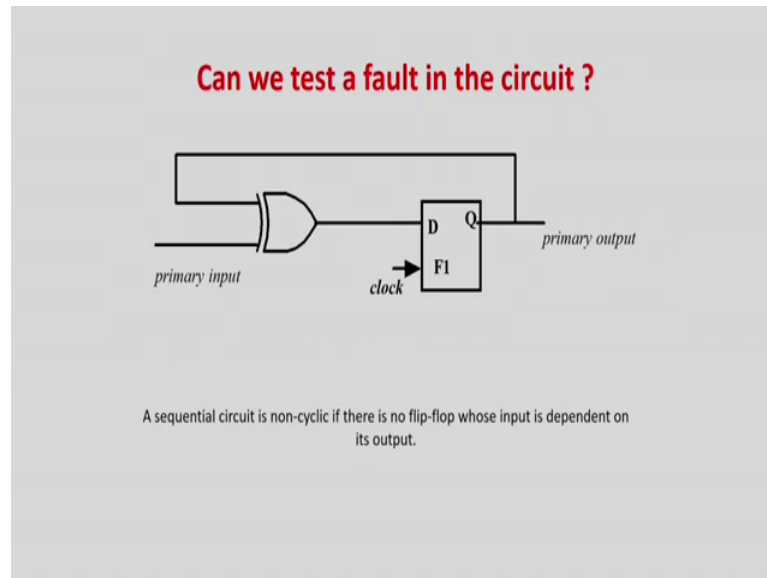 Can we test a fault in the circuit ?
D
Q
primary output
primary input
F1
clock
A sequential circuit is non-cyclic if there is no flip-flop whose input is dependent on
its output.